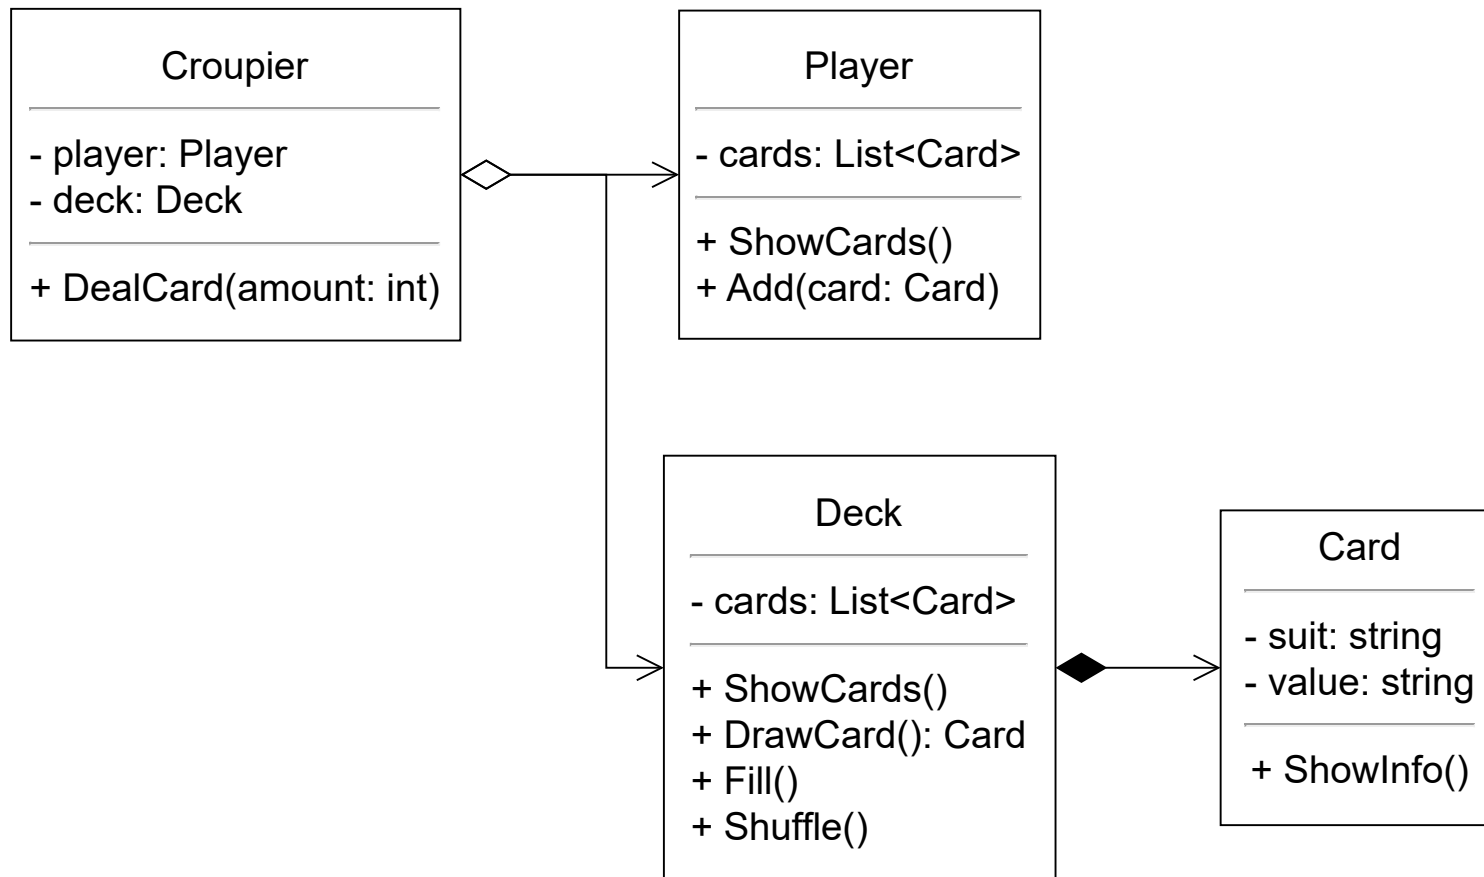 Croupier
- player: Player
- deck: Deck
+ DealCard(amount: int)
Player
- cards: List<Card>
+ ShowCards()
+ Add(card: Card)
Deck
- cards: List<Card>
+ ShowCards()
+ DrawCard(): Card
+ Fill()
+ Shuffle()
Card
- suit: string
- value: string
+ ShowInfo()